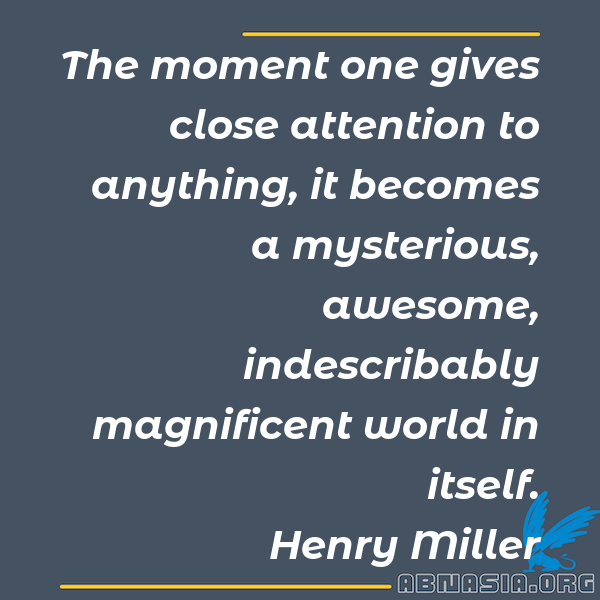 The moment one gives
close attention to
anything, it becomes
a mysterious,
awesome,
indescribably
magnificent world in
itself.
Henry Miller
ABNASIA.ORG